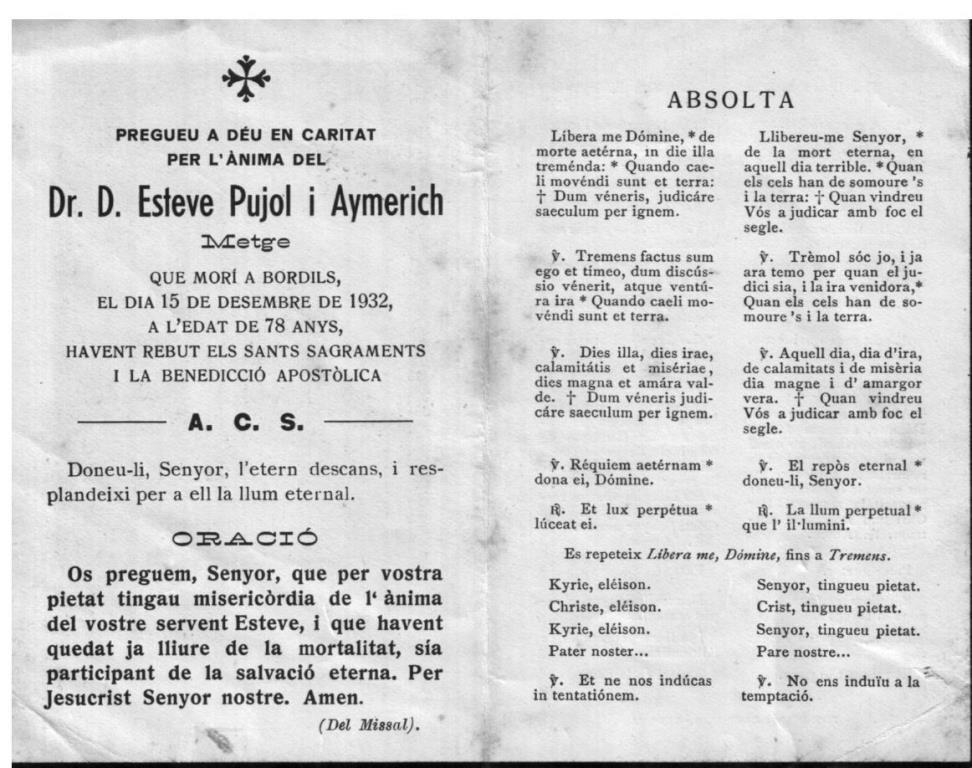 PREGUEU A DÉU EN CARITAT
PER L'ÀNIMA DEL
Dr. D. Esteve Pujol i Aymerich
Metge
QUE MORÍ A BORDILS,
EL DIA 15 DE DESEMBRE DE 1932,
A L'EDAT DE 78 ANYS,
HAVENT REBUT ELS SANTS SAGRAMENTS
I LA BENEDICCIÓ APOSTÒLICA
A. C. S.
Doneu-li, Senyor, l'etern descans, i res-
plandeixi per a ell la llum eternal.
ORACIÓ
Os preguem, Senyor, que per vostra
pietat tingau misericòrdia de l' ànima
del vostre servent Esteve, i que havent
quedat ja lliure de la mortalitat, sía
participant de la salvació eterna. Per
Jesucrist Senyor nostre. Amen.
(Del Missal).
ABSOLTA
Líbera me Dómine, * de
morte aetérna, in die illa
treménda: * Quando cae-
li movéndi sunt et terra:
† Dum véneris, judicáre
saeculum per ignem.
℣. Tremens factus sum
ego et timeo, dum discús-
sio vénerit, atque ventú-
ra ira * Quando caeli mo-
véndi sunt et terra.
℣. Dies illa, dies irae,
calamitátis et misériae,
dies magna et amára val-
de. † Dum véneris judi-
cáre saeculum per ignem.
℣. Réquiem aetérnam *
dona ei, Dómine.
℟. Et lux perpétua *
lúceat ei.
Llibereu-me Senyor, *
de la mort eterna, en
aquell dia terrible. * Quan
els cels han de somoure 's
i la terra: † Quan vindreu
Vós a judicar amb foc el
segle.
℣. Trèmol sóc jo, i ja
ara temo per quan el ju-
dici sia, i la ira venidora,*
Quan els cels han de so-
moure 's i la terra.
℣. Aquell dia, dia d'ira,
de calamitats i de misèria
dia magne i d' amargor
vera. † Quan vindreu
Vós a judicar amb foc el
segle.
℣. El repòs eternal *
doneu-li, Senyor.
℟. La llum perpetual *
que l' il·lumini.
Es repeteix Líbera me, Dómine, fins a Tremens.
Kyrie, eléison.
Christe, eléison.
Kyrie, eléison.
Pater noster...
℣. Et ne nos indúcas
in tentatiónem.
Senyor, tingueu pietat.
Crist, tingueu pietat.
Senyor, tingueu pietat.
Pare nostre...
℣. No ens induïu a la
temptació.